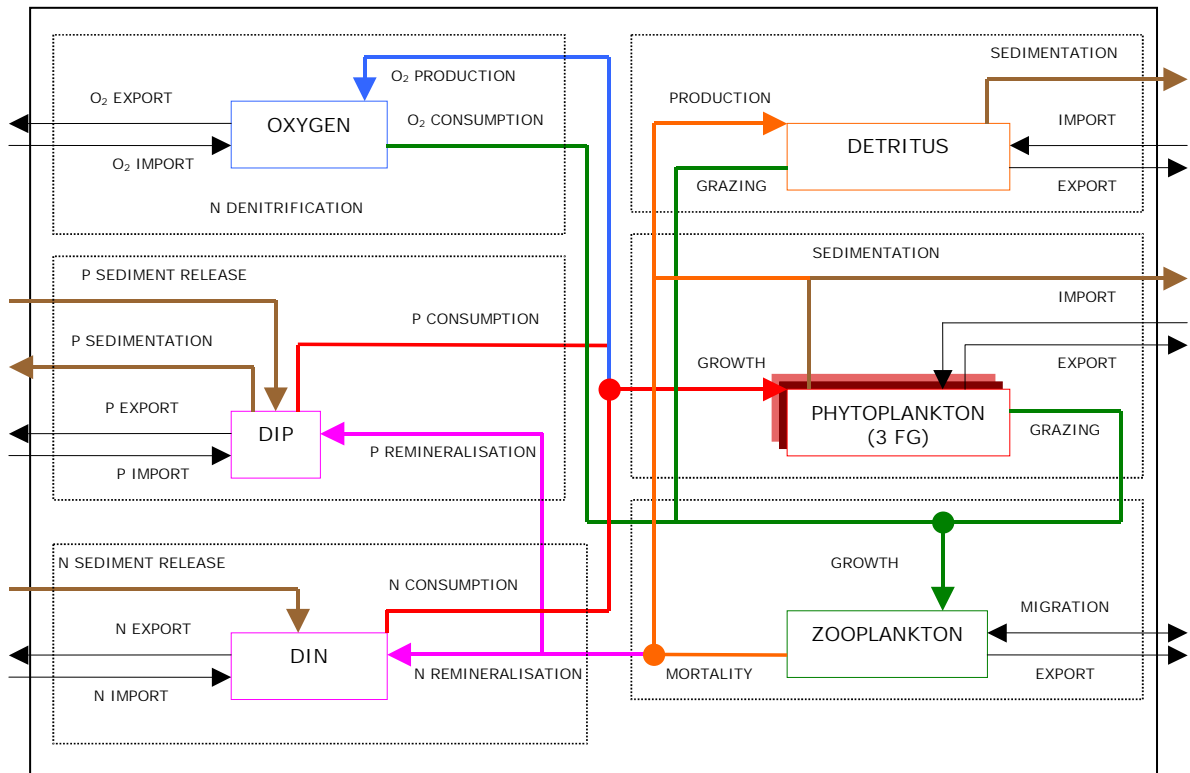 O₂ PRODUCTION
O₂ EXPORT
OXYGEN
O₂ CONSUMPTION
O₂ IMPORT
N DENITRIFICATION
P SEDIMENT RELEASE
P CONSUMPTION
P SEDIMENTATION
P EXPORT
DIP
P REMINERALISATION
P IMPORT
N SEDIMENT RELEASE
N CONSUMPTION
N EXPORT
DIN
N REMINERALISATION
N IMPORT
SEDIMENTATION
PRODUCTION
IMPORT
DETRITUS
GRAZING
EXPORT
SEDIMENTATION
IMPORT
GROWTH
EXPORT
PHYTOPLANKTON
(3 FG)
GRAZING
GROWTH
MIGRATION
ZOOPLANKTON
MORTALITY
EXPORT